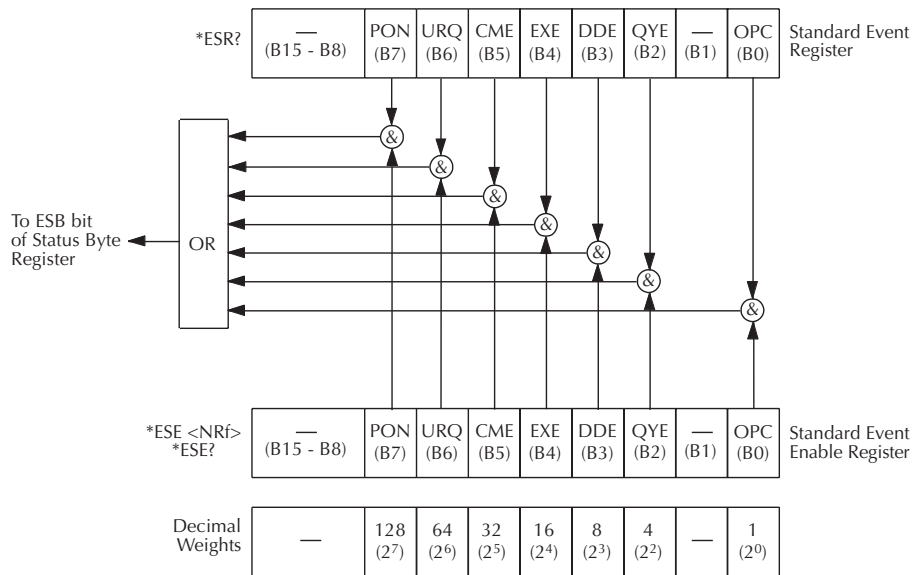 *ESR?
— PON URQ CME EXE DDE QYE — OPC
(B15 - B8) (B7) (B6) (B5) (B4) (B3) (B2) (B1) (B0)
Standard Event
Register
&
&
&
&
&
&
&
To ESB bit
of Status Byte
Register
OR
*ESE <NRf>
*ESE?
— PON URQ CME EXE DDE QYE — OPC
(B15 - B8) (B7) (B6) (B5) (B4) (B3) (B2) (B1) (B0)
Standard Event
Enable Register
Decimal
Weights
— 128 64 32 16 8 4 — 1
(2⁷) (2⁶) (2⁵) (2⁴) (2³) (2²) (2⁰)